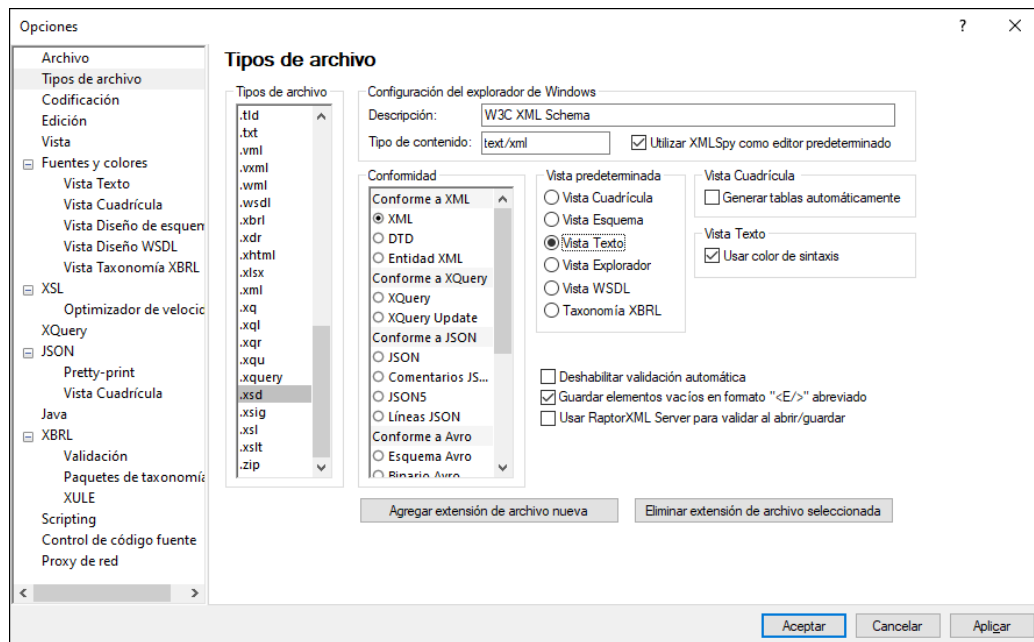 Opciones
?
Archivo
Tipos de archivo
Codificación
Edición
Vista
Fuentes y colores
Vista Texto
Vista Cuadrícula
Vista Diseño de esquem
Vista Diseño WSDL
Vista Taxonomía XBRL
XSL
Optimizador de velocic
XQuery
JSON
Pretty-print
Vista Cuadrícula
Java
XBRL
Validación
Paquetes de taxonomía
XULE
Scripting
Control de código fuente
Proxy de red
Tipos de archivo
Tipos de archivo
.tld
.txt
.vml
.vxml
.wml
.wsdl
.xbrl
.xdr
.xhtml
.xlsx
.xml
.xq
.xql
.xqr
.xqu
.xquery
.xsd
.xsig
.xsl
.xslt
.zip
Configuración del explorador de Windows
Descripción: W3C XML Schema
Tipo de contenido: text/xml Utilizar XMLSpy como editor predeterminado
Conformidad
Conforme a XML
XML
DTD
Entidad XML
Conforme a XQuery
XQuery
XQuery Update
Conforme a JSON
JSON
Comentarios JS...
JSON5
Líneas JSON
Conforme a Avro
Esquema Avro
Binario Avro
Vista predeterminada
Vista Cuadrícula
Vista Esquema
Vista Texto
Vista Explorador
Vista WSDL
Taxonomía XBRL
Vista Cuadrícula
Generar tablas automáticamente
Vista Texto
Usar color de sintaxis
Deshabilitar validación automática
Guardar elementos vacíos en formato "<E/>" abreviado
Usar RaptorXML Server para validar al abrir/guardar
Agregar extensión de archivo nueva
Eliminar extensión de archivo seleccionada
Aceptar
Cancelar
Aplicar